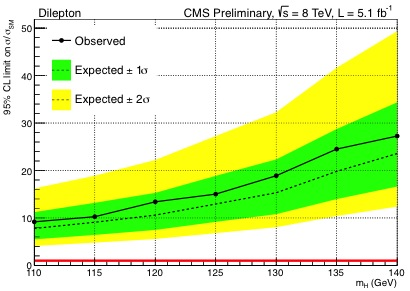 Dilepton
CMS Preliminary, √s = 8 TeV, L = 5.1 fb⁻¹
95% CL limit on σ/σSM
Observed
Expected ± 1σ
Expected ± 2σ
50
40
30
20
10
0
110 115 120 125 130 135 140
mH (GeV)